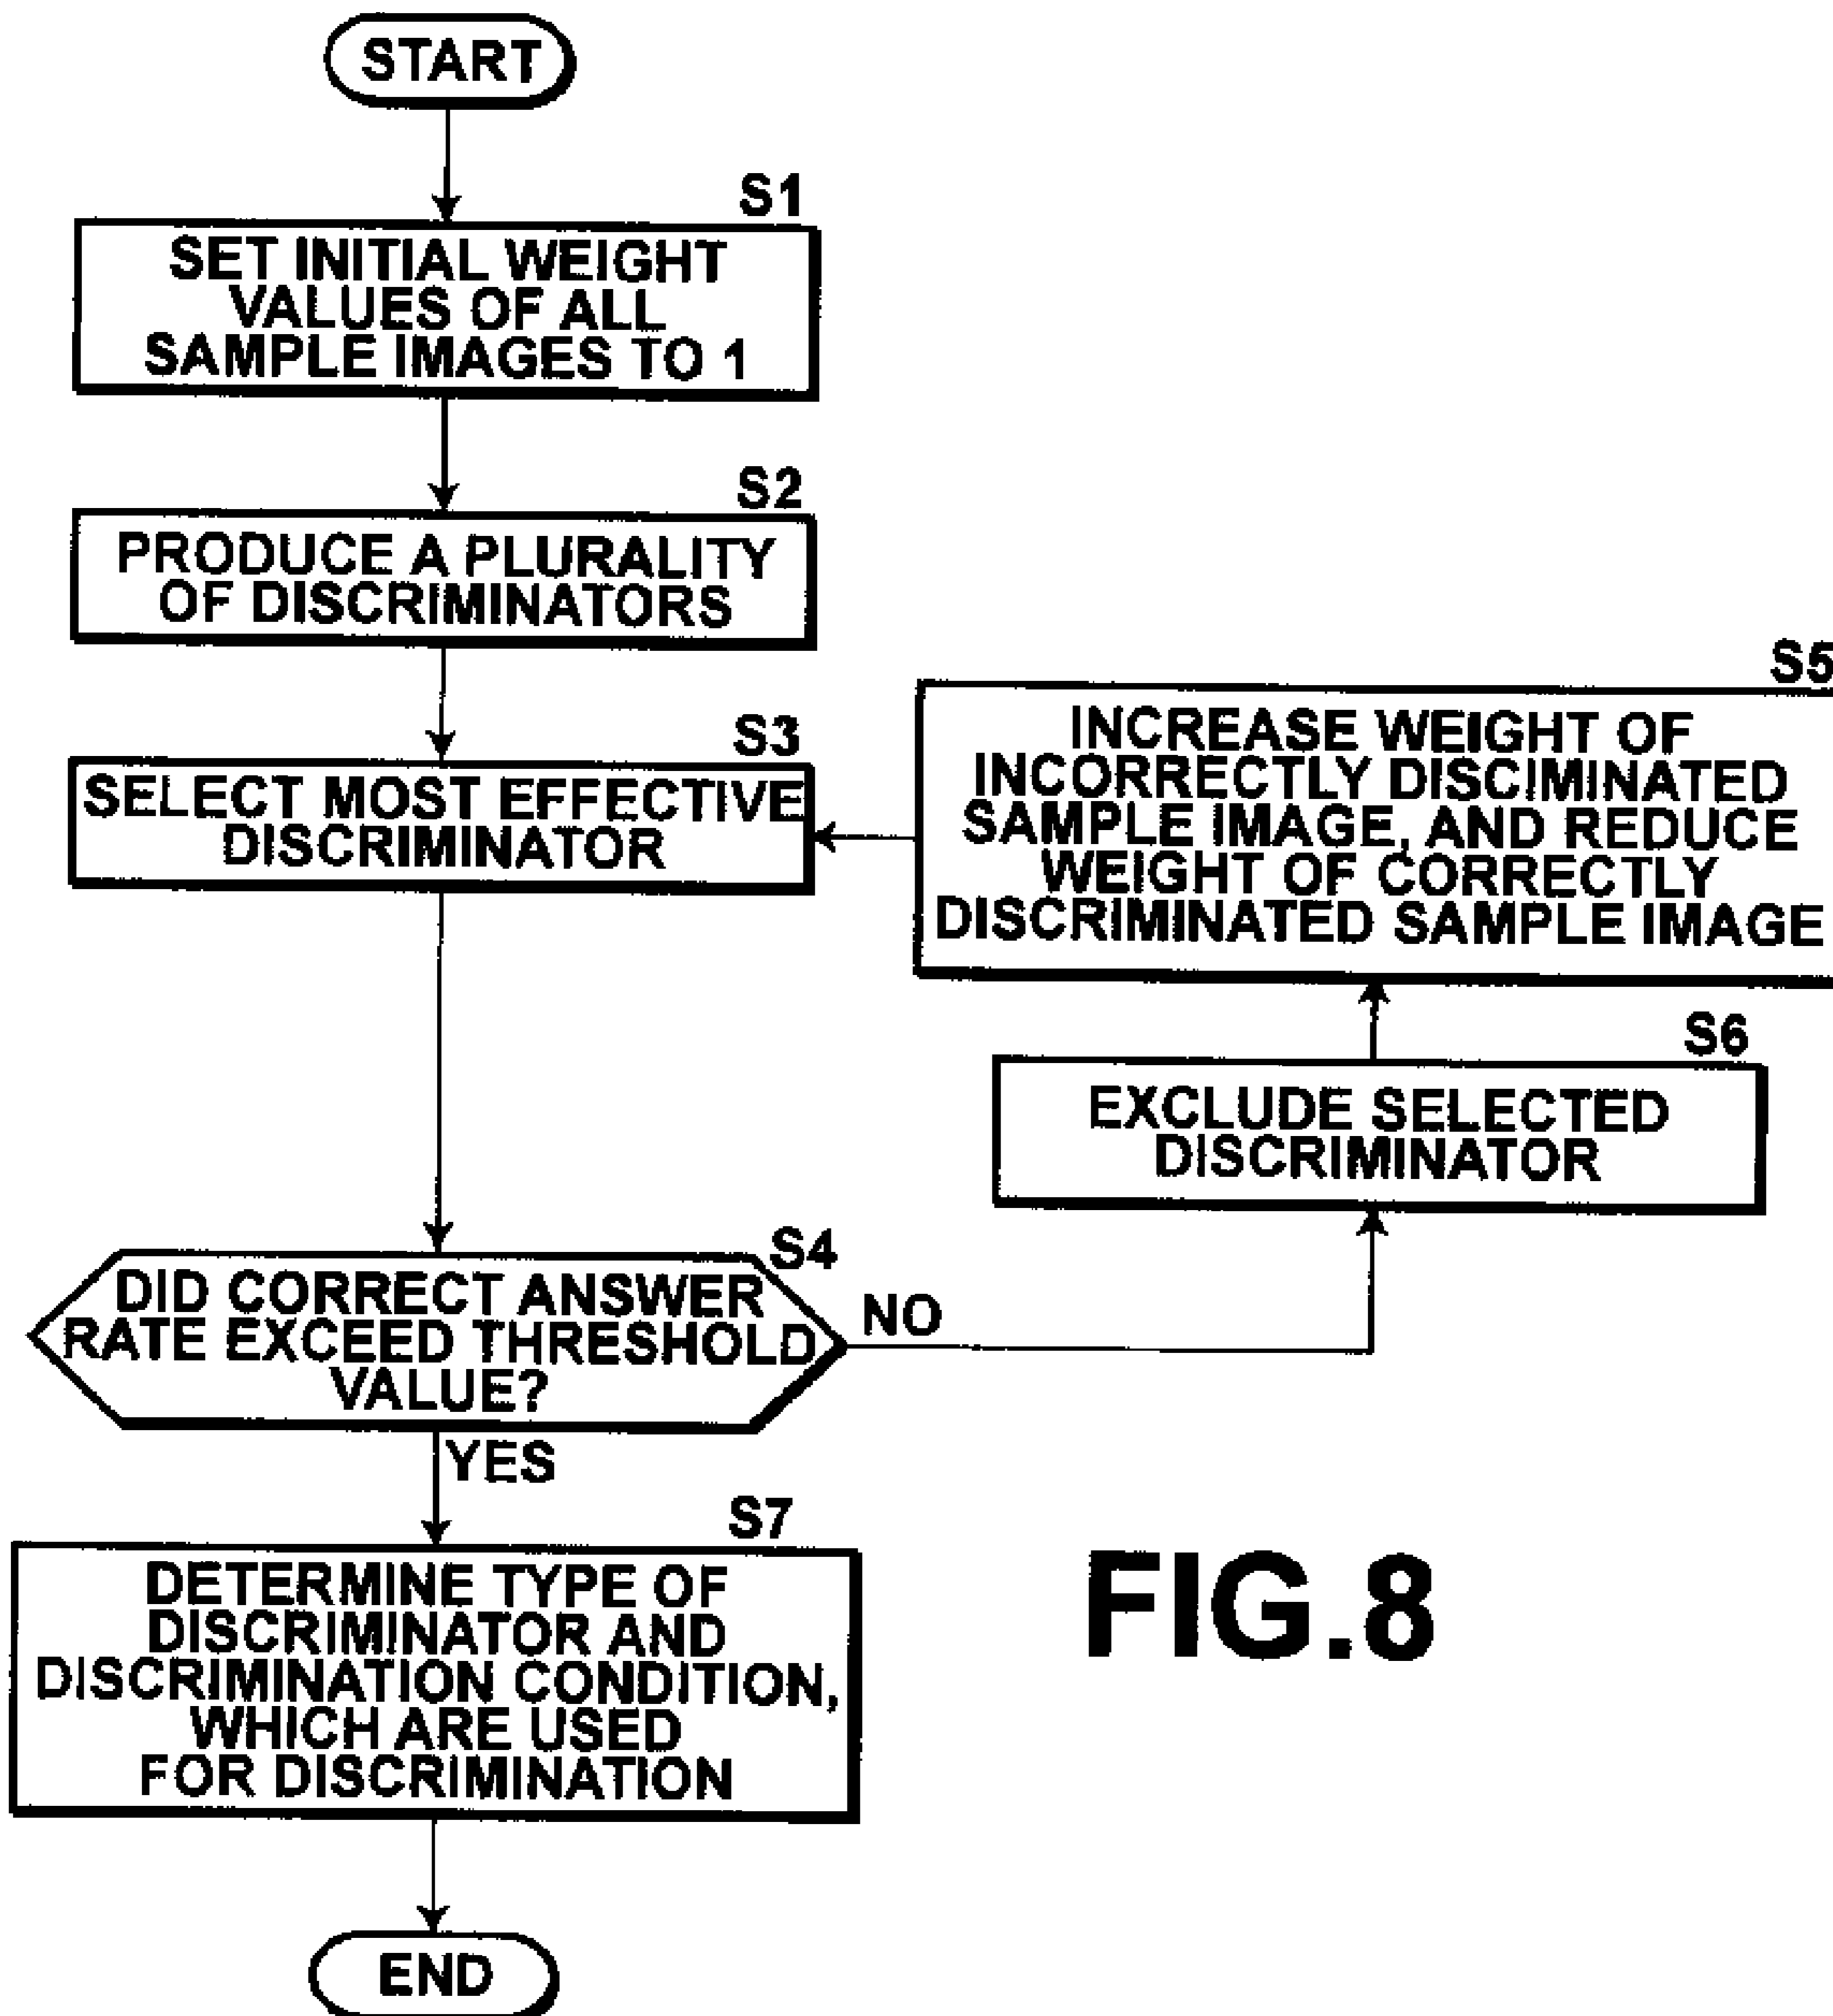 START
S1
SET INITIAL WEIGHT
VALUES OF ALL
SAMPLE IMAGES TO 1
S2
PRODUCE A PLURALITY
OF DISCRIMINATORS
S3
SELECT MOST EFFECTIVE
DISCRIMINATOR
S5
INCREASE WEIGHT OF
INCORRECTLY DISCIMINATED
SAMPLE IMAGE, AND REDUCE
WEIGHT OF CORRECTLY
DISCRIMINATED SAMPLE IMAGE
S6
EXCLUDE SELECTED
DISCRIMINATOR
S4
DID CORRECT ANSWER
RATE EXCEED THRESHOLD
VALUE?
NO
YES
S7
DETERMINE TYPE OF
DISCRIMINATOR AND
DISCRIMINATION CONDITION,
WHICH ARE USED
FOR DISCRIMINATION
END
FIG.8